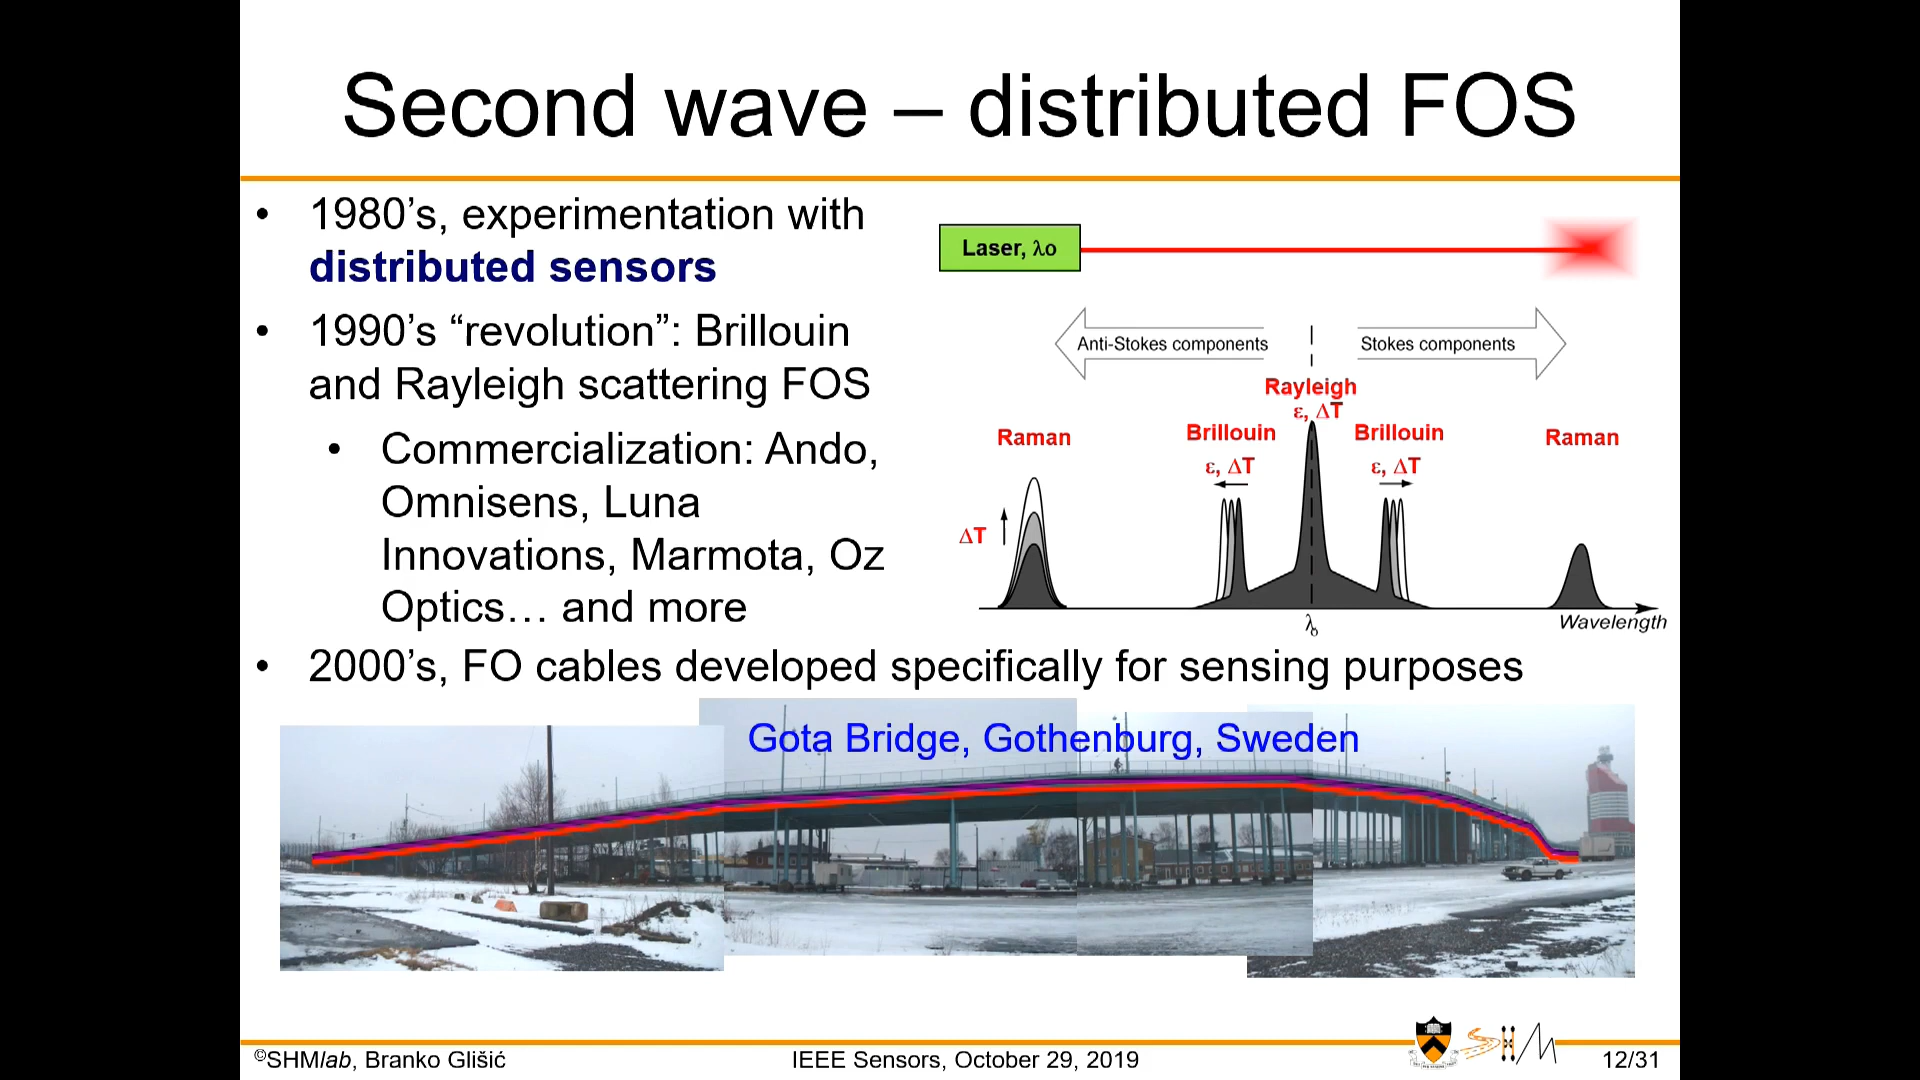 Second wave – distributed FOS
• 1980’s, experimentation with
distributed sensors
• 1990’s “revolution”: Brillouin
and Rayleigh scattering FOS
• Commercialization: Ando,
Omnisens, Luna
Innovations, Marmota, Oz
Optics… and more
• 2000’s, FO cables developed specifically for sensing purposes
Laser, λo
Anti-Stokes components
Stokes components
Rayleigh
ε, ΔT
Raman
Brillouin
ε, ΔT
Brillouin
ε, ΔT
Raman
ΔT
λo
Wavelength
Gota Bridge, Gothenburg, Sweden
©SHMlab, Branko Glišić
IEEE Sensors, October 29, 2019
SHM
12/31